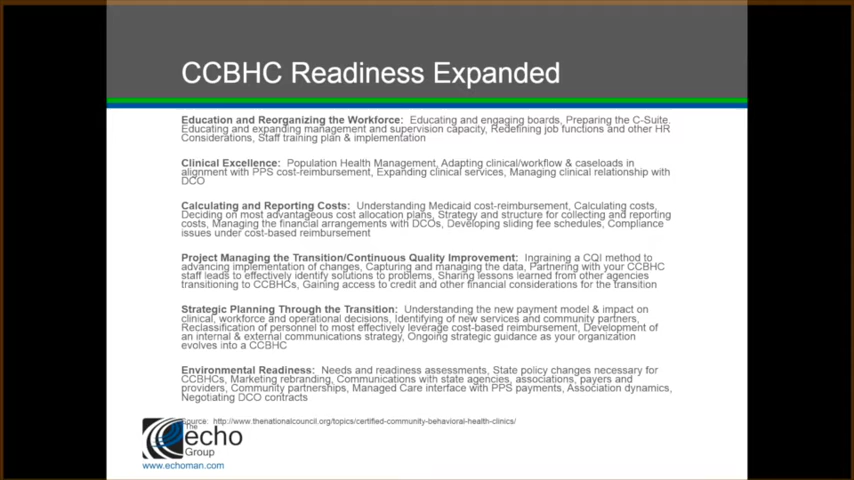 CCBHC Readiness Expanded
Education and Reorganizing the Workforce: Educating and engaging boards, Preparing the C-Suite.
Educating and expanding management and supervision capacity, Redefining job functions and other HR
Considerations, Staff training plan & implementation
Clinical Excellence: Population Health Management, Adapting clinical/workflow & caseloads in
alignment with PPS cost-reimbursement, Expanding clinical services, Managing clinical relationship with
DCO
Calculating and Reporting Costs: Understanding Medicaid cost-reimbursement, Calculating costs,
Deciding on most advantageous cost allocation plans, Strategy and structure for collecting and reporting
costs, Managing the financial arrangements with DCOs, Developing sliding fee schedules, Compliance
issues under cost-based reimbursement
Project Managing the Transition/Continuous Quality Improvement: Ingraining a CQI method to
advancing implementation of changes, Capturing and managing the data, Partnering with your CCBHC
staff leads to effectively identify solutions to problems, Sharing lessons learned from other agencies
transitioning to CCBHCs, Gaining access to credit and other financial considerations for the transition
Strategic Planning Through the Transition: Understanding the new payment model & impact on
clinical, workforce and operational decisions, Identifying of new services and community partners,
Reclassification of personnel to most effectively leverage cost-based reimbursement, Development of
an internal & external communications strategy, Ongoing strategic guidance as your organization
evolves into a CCBHC
Environmental Readiness: Needs and readiness assessments, State policy changes necessary for
CCBHCs, Marketing rebranding, Communications with state agencies, associations, payers and
providers, Community partnerships, Managed Care interface with PPS payments, Association dynamics,
Negotiating DCO contracts
Source: http://www.thenationalcouncil.org/topics/certified-community-behavioral-health-clinics/
The
echo
Group
www.echoman.com